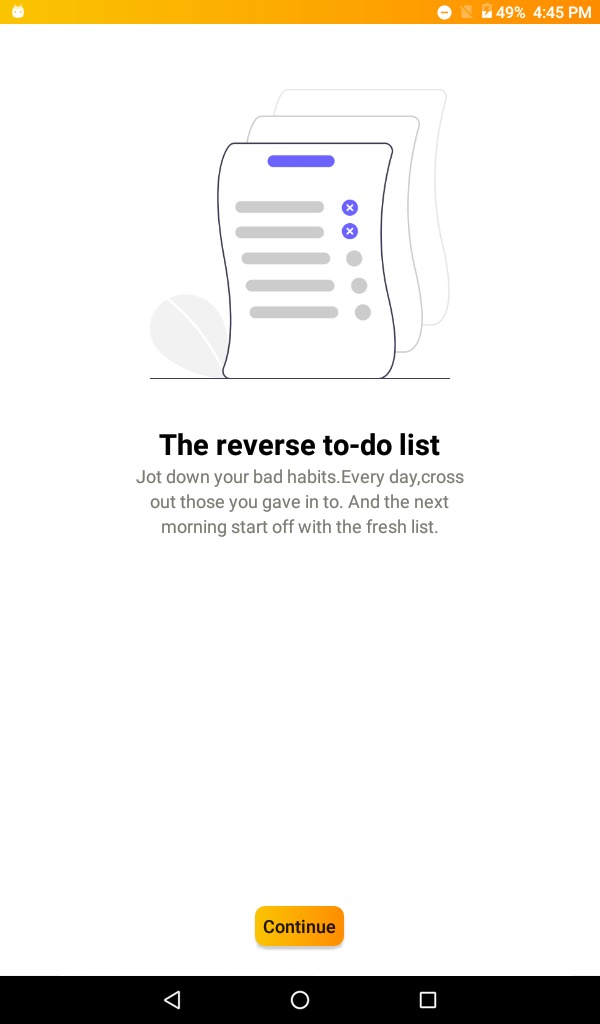 49% 4:45 PM
The reverse to-do list
Jot down your bad habits.Every day,cross
out those you gave in to. And the next
morning start off with the fresh list.
Continue